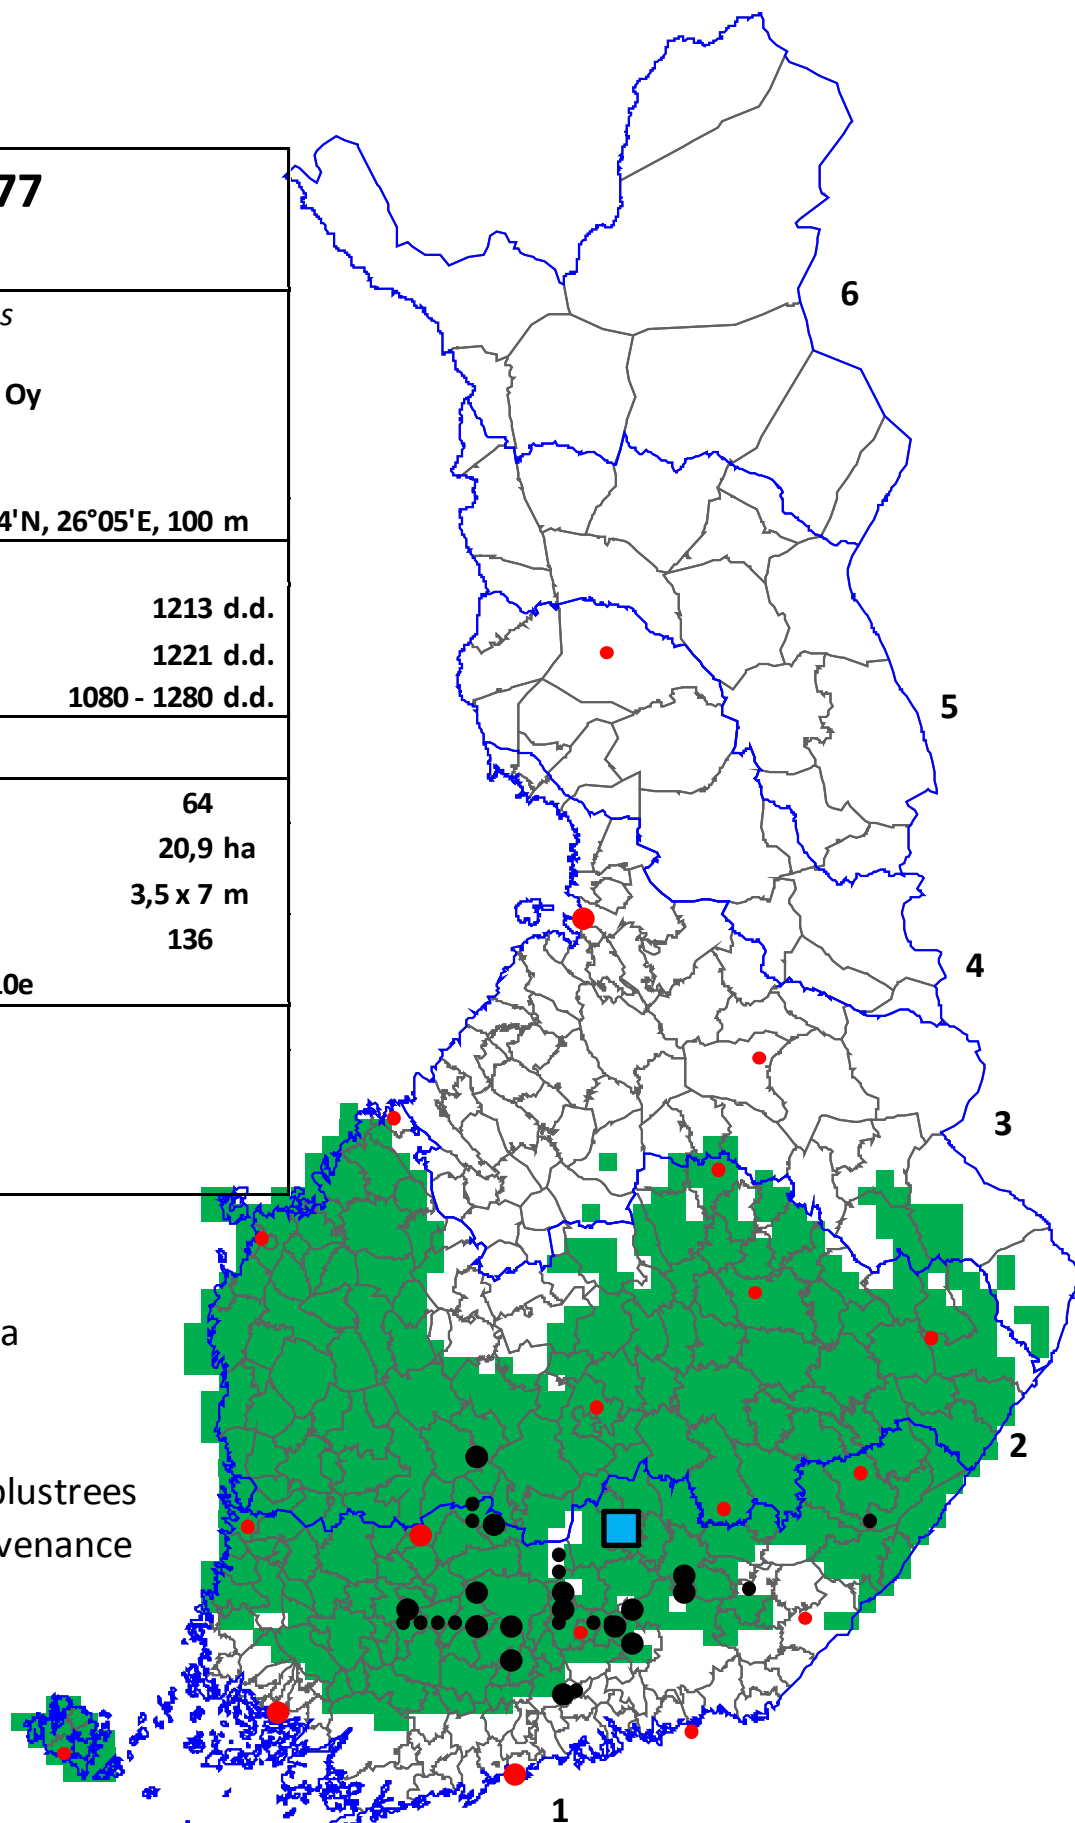 77
s
Oy
4'N, 26°05'E, 100 m
1213 d.d.
1221 d.d.
1080 - 1280 d.d.
64
20,9 ha
3,5 x 7 m
136
10e
a
plustrees
venance
6
5
4
3
2
1